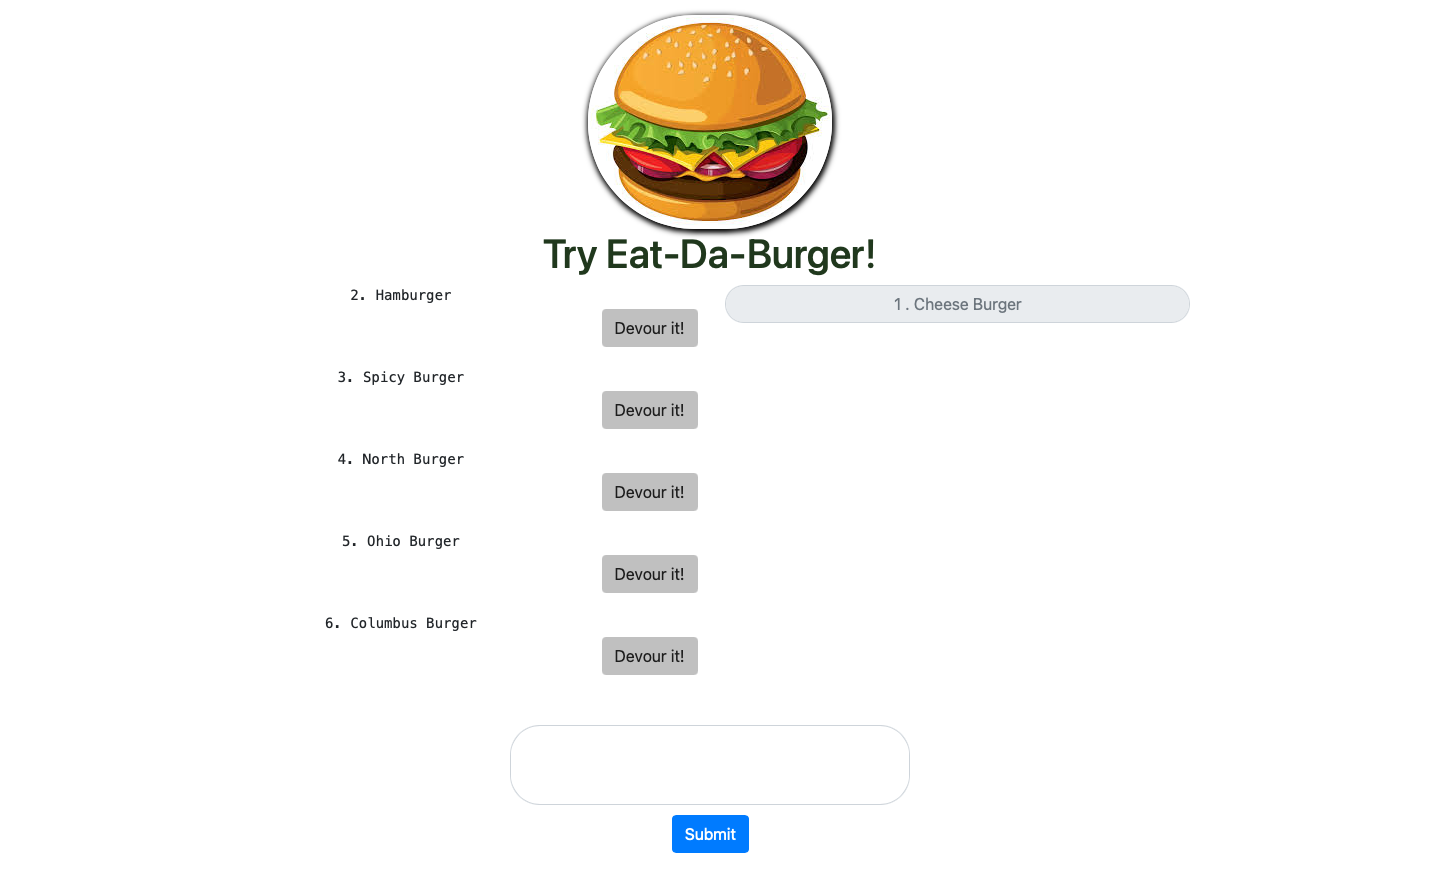 Try Eat-Da-Burger!
2. Hamburger
Devour it!
3. Spicy Burger
Devour it!
4. North Burger
Devour it!
5. Ohio Burger
Devour it!
6. Columbus Burger
Devour it!
1 . Cheese Burger
Submit